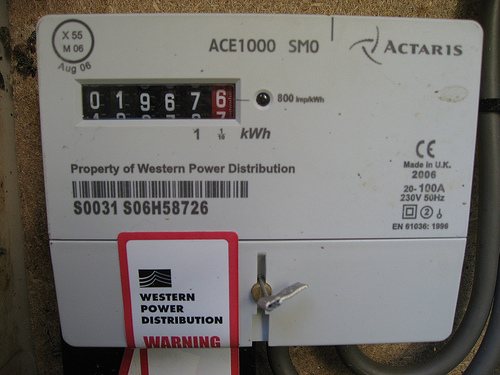 X 55
M 06
Aug 06
ACE1000 SM0
ACTARIS
0 1 9 6 7 6
800 imp/kWh
1 1/10 kWh
Property of Western Power Distribution
S0031 S06H58726
CE
Made in U.K.
2006
20-100A
230V 50Hz
2
EN 61036: 1996
WESTERN
POWER
DISTRIBUTION
WARNING